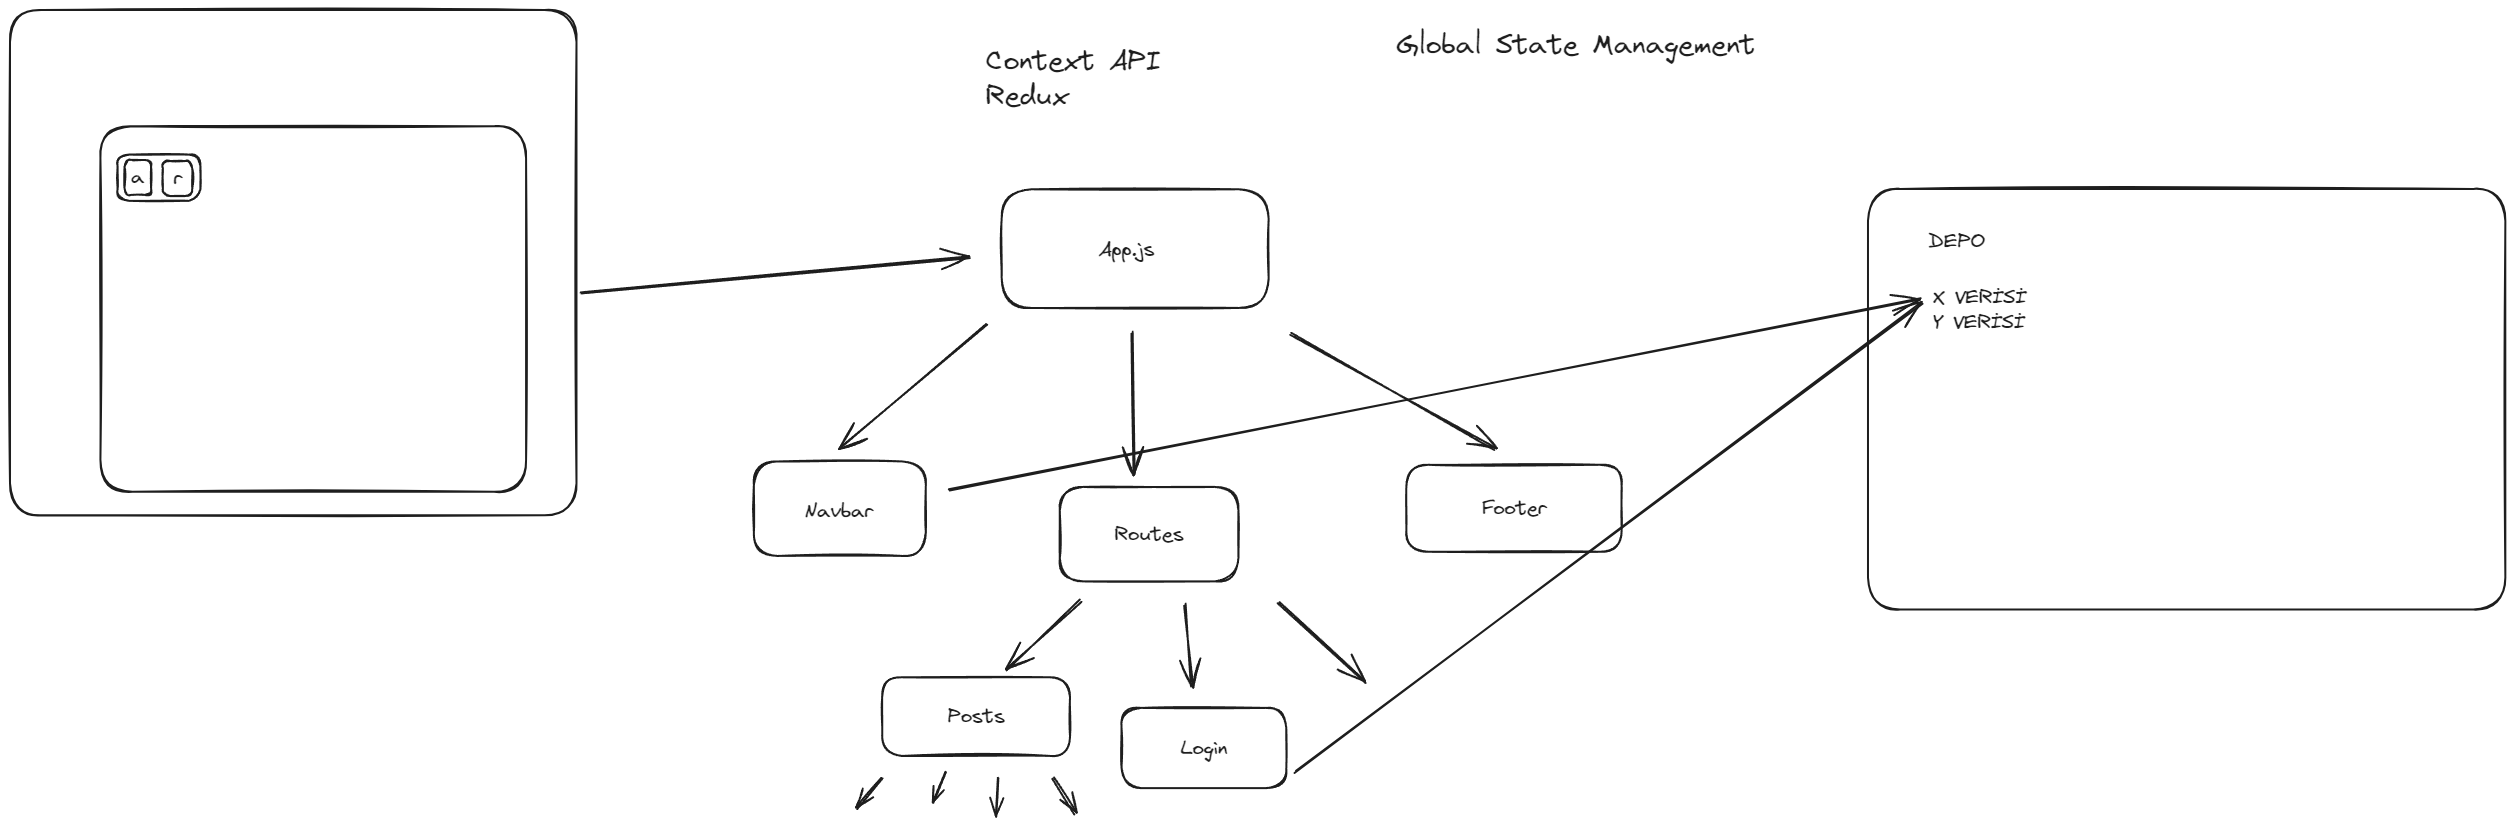 Global State Management
Context API
Redux
a
r
App.js
DEPO
X VERİSİ
Y VERİSİ
Navbar
Routes
Footer
Posts
Login